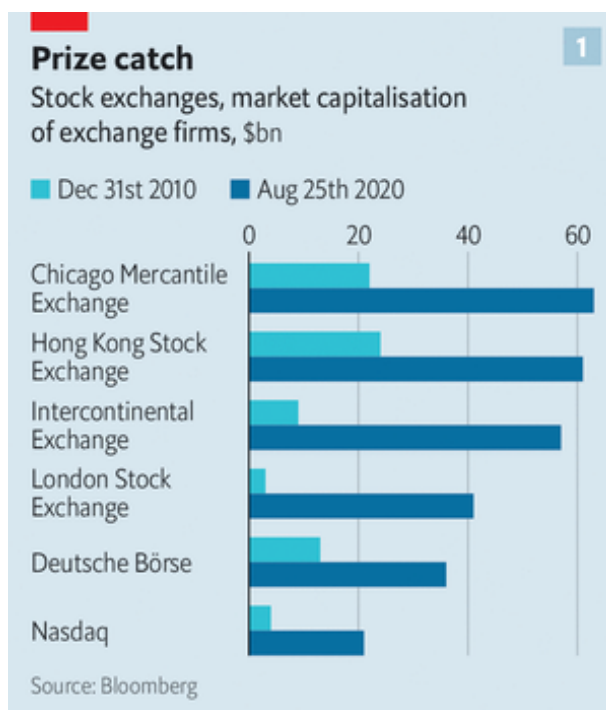 1
Prize catch
Stock exchanges, market capitalisation
of exchange firms, $bn
Dec 31st 2010 Aug 25th 2020
0 20 40 60
Chicago Mercantile
Exchange
Hong Kong Stock
Exchange
Intercontinental
Exchange
London Stock
Exchange
Deutsche Börse
Nasdaq
Source: Bloomberg